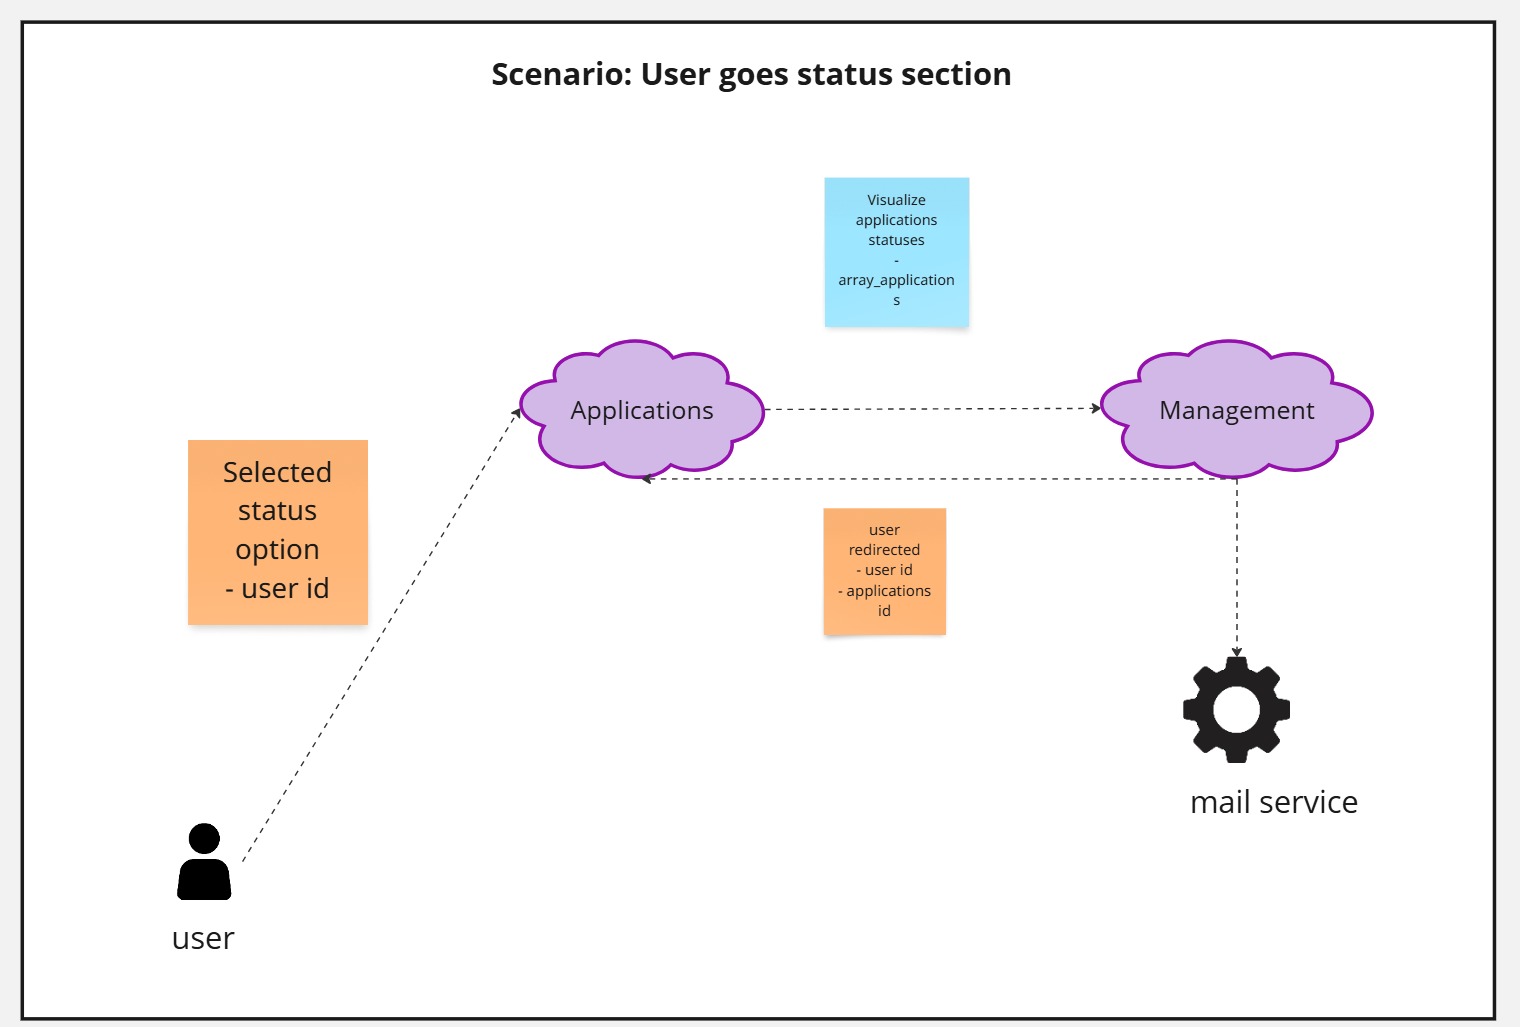 Scenario: User goes status section
Visualize
applications
statuses
-
array_application
s
Applications
Management
Selected
status
option
- user id
user
redirected
- user id
- applications
id
mail service
user